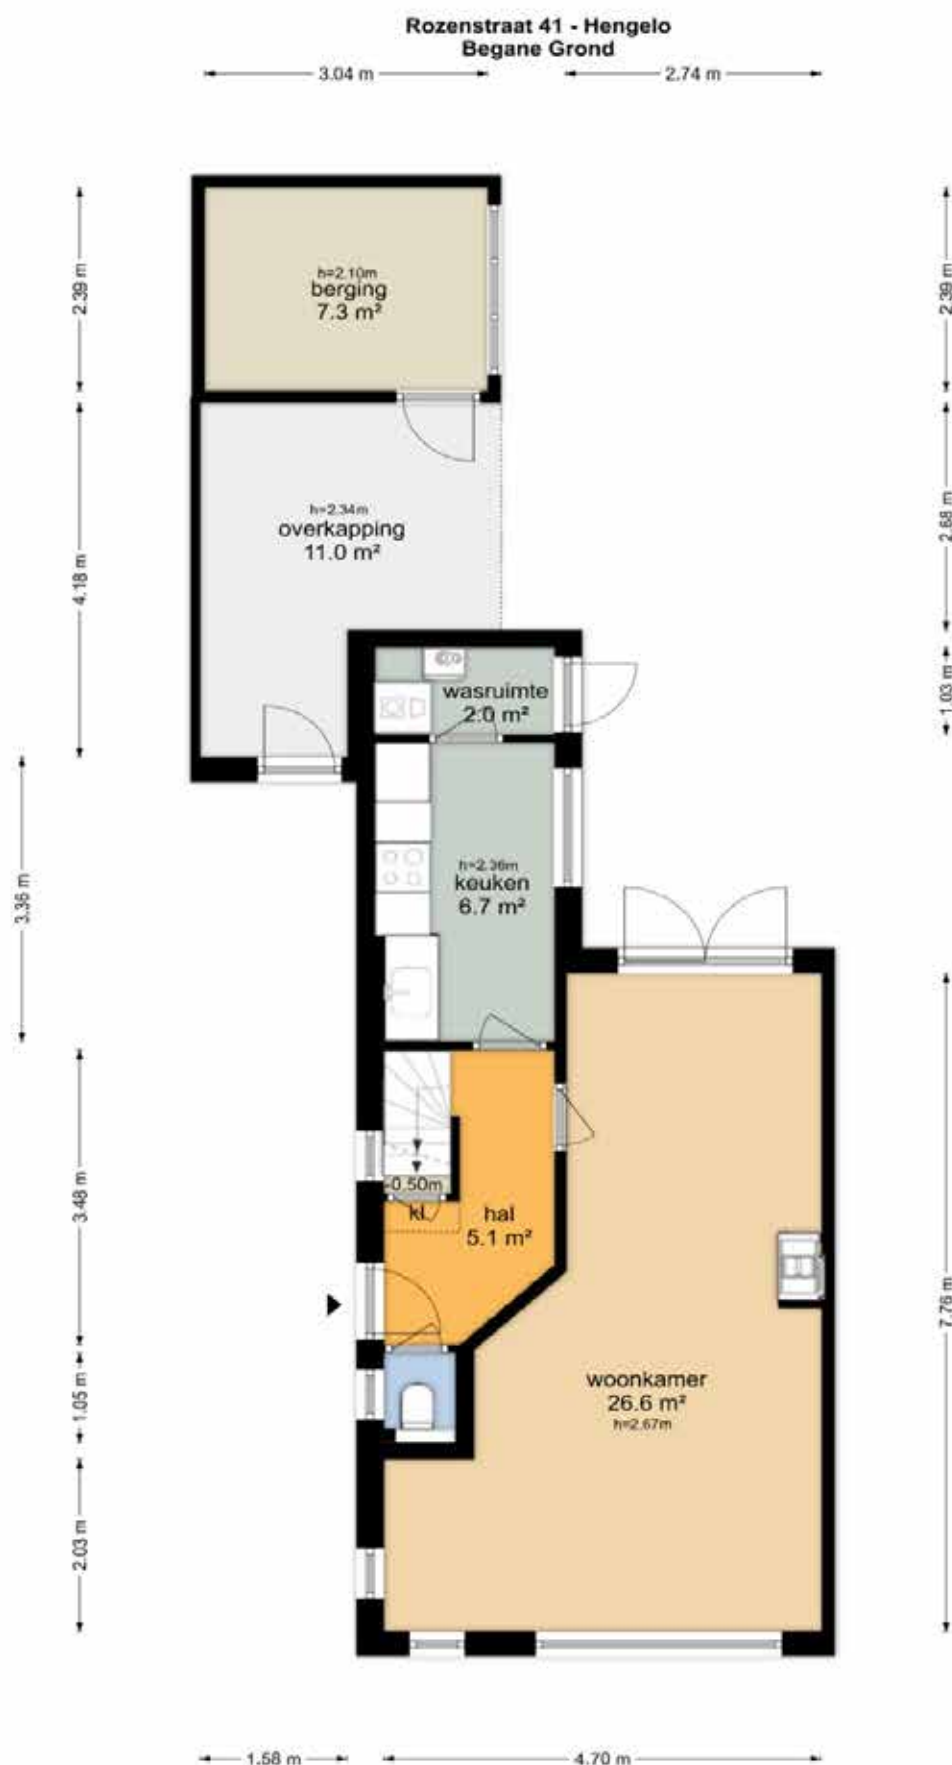 Rozenstraat 41 - Hengelo
Begane Grond
3.04 m
2.74 m
2.39 m
2.39 m
h=2.10m
berging
7.3 m²
4.18 m
2.68 m
h=2.34m
overkapping
11.0 m²
wasruimte
2.0 m²
1.03 m
3.36 m
h=2.36m
keuken
6.7 m²
3.48 m
-0.50m
kl.
hal
5.1 m²
7.76 m
1.05 m
woonkamer
26.6 m²
h=2.67m
2.03 m
1.58 m
4.70 m